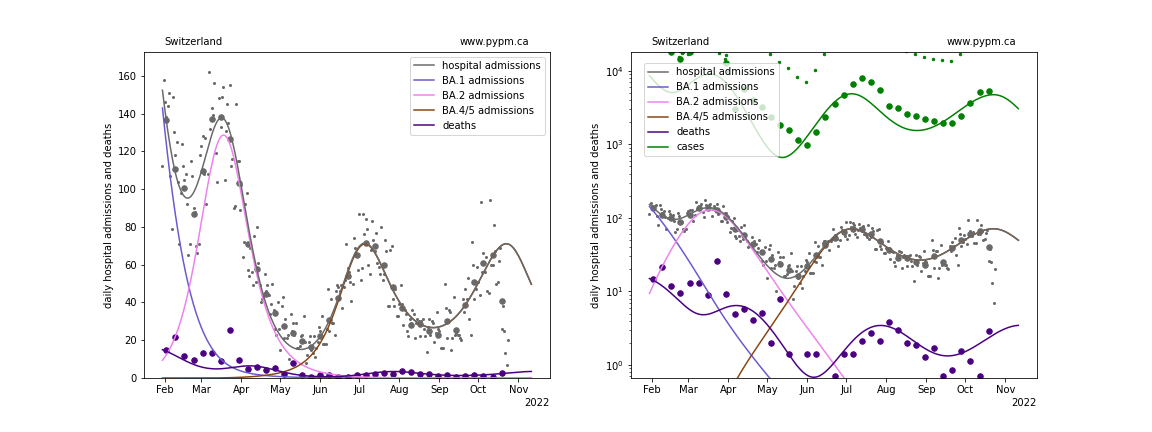 Switzerland www.pypm.ca
daily hospital admissions and deaths
160
140
120
100
80
60
40
20
0
hospital admissions
BA.1 admissions
BA.2 admissions
BA.4/5 admissions
deaths
Feb Mar Apr May Jun Jul Aug Sep Oct Nov
2022
Switzerland www.pypm.ca
daily hospital admissions and deaths
10⁴
10³
10²
10¹
10⁰
hospital admissions
BA.1 admissions
BA.2 admissions
BA.4/5 admissions
deaths
cases
Feb Mar Apr May Jun Jul Aug Sep Oct Nov
2022